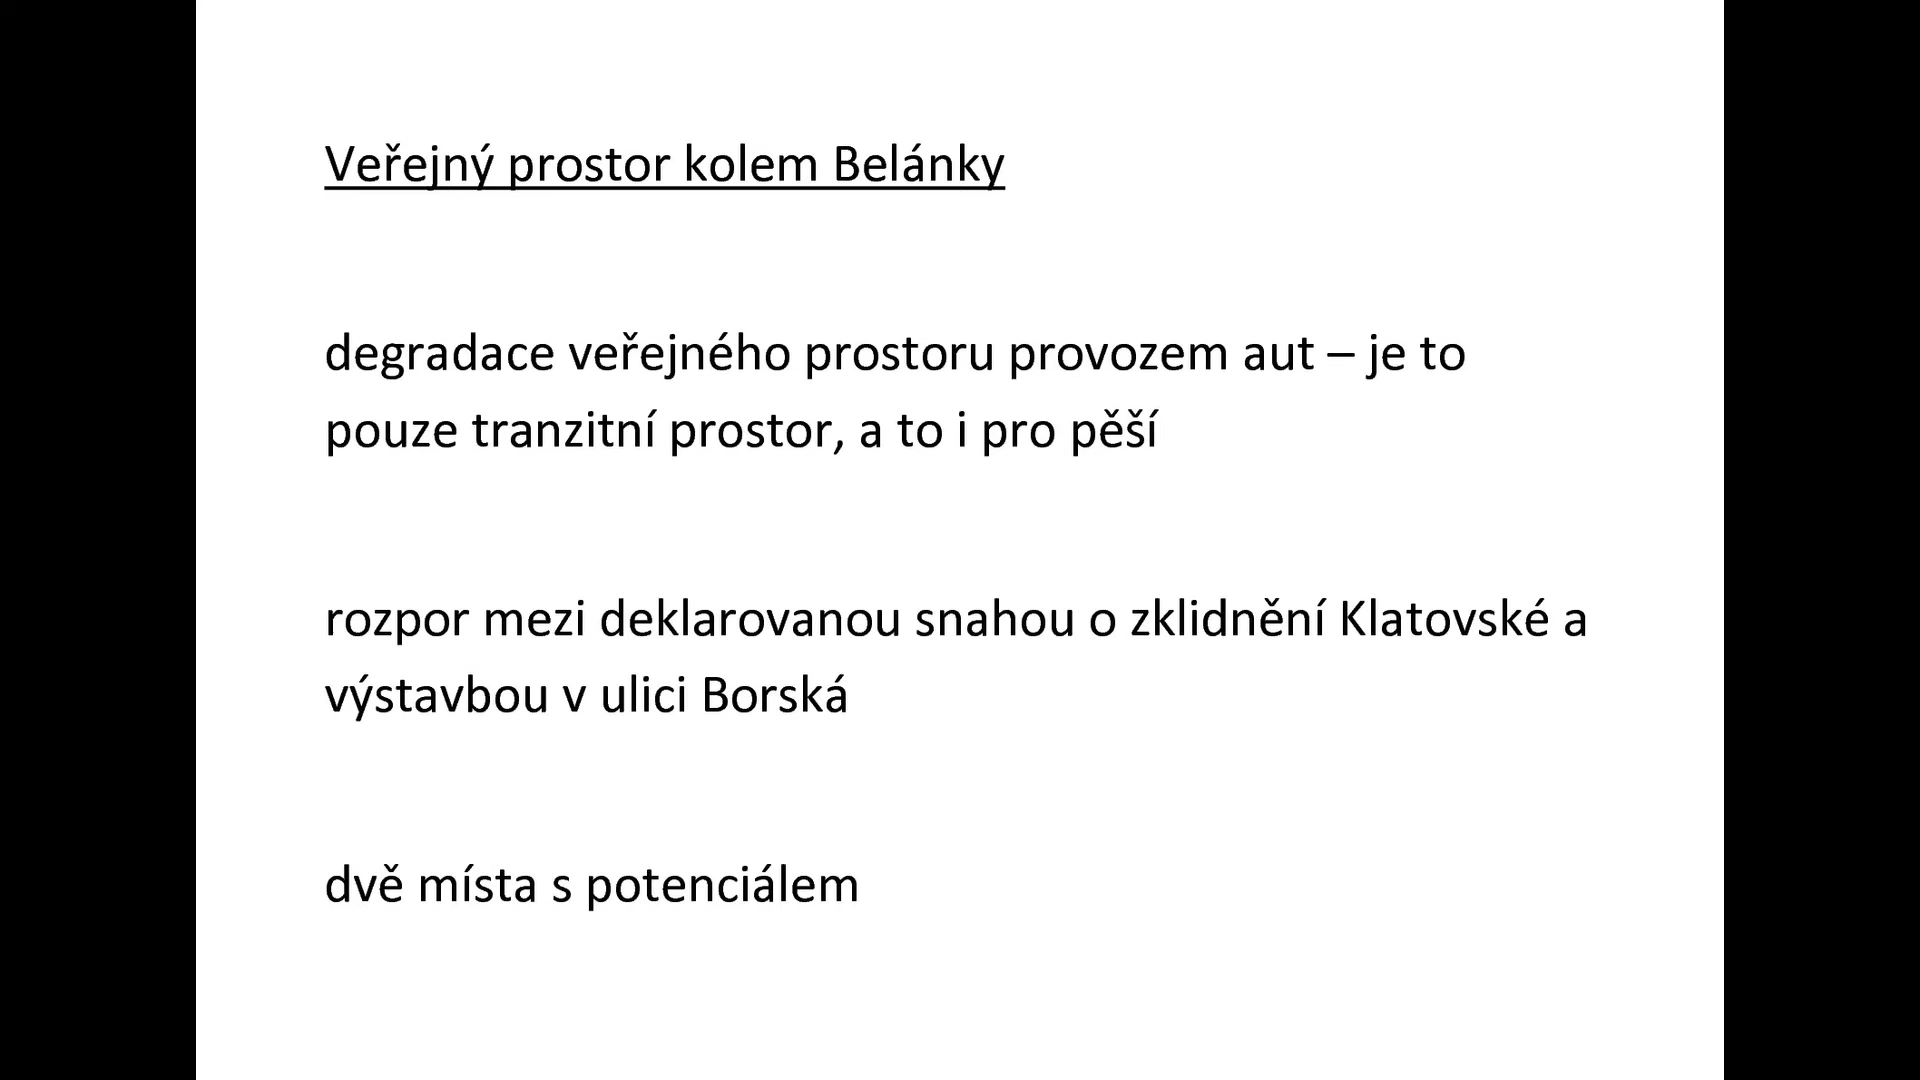 Veřejný prostor kolem Belánky
degradace veřejného prostoru provozem aut – je to
pouze tranzitní prostor, a to i pro pěší
rozpor mezi deklarovanou snahou o zklidnění Klatovské a
výstavbou v ulici Borská
dvě místa s potenciálem